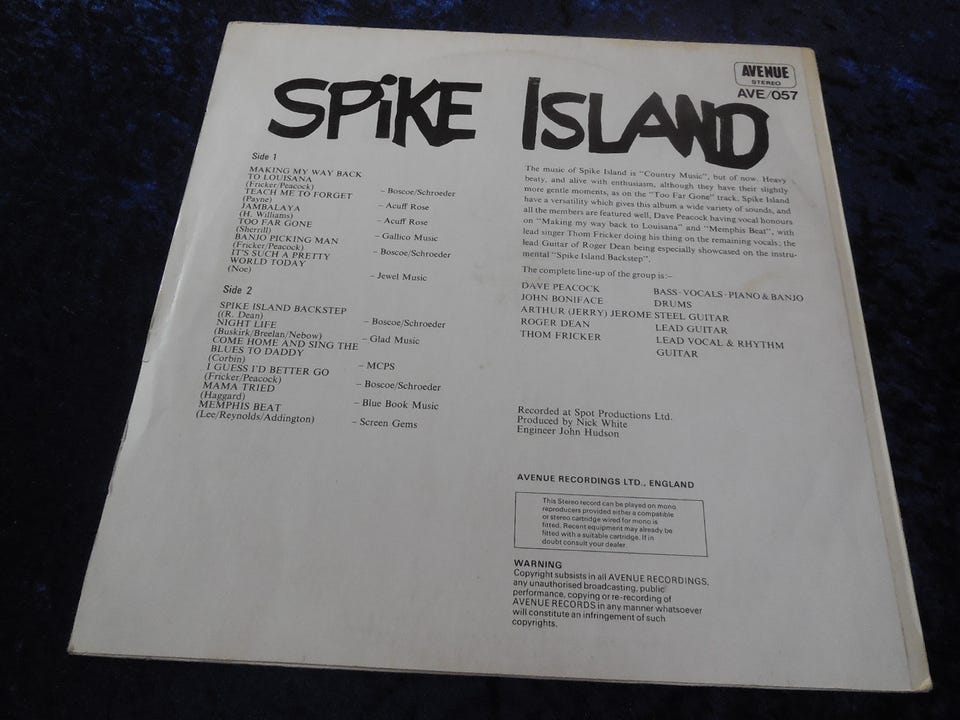 SPiKE ISLAND
AVENUE
STEREO
AVE/057
Side 1
MAKING MY WAY BACK
TO LOUISANA
(Fricker/Peacock) – Boscoe/Schroeder
TEACH ME TO FORGET
(Payne) – Acuff Rose
JAMBALAYA
(H. Williams) – Acuff Rose
TOO FAR GONE
(Sherrill) – Gallico Music
BANJO PICKING MAN
(Fricker/Peacock) – Boscoe/Schroeder
IT'S SUCH A PRETTY
WORLD TODAY
(Noe) – Jewel Music
Side 2
SPIKE ISLAND BACKSTEP
((R. Dean) – Boscoe/Schroeder
NIGHT LIFE
(Buskirk/Breelan/Nebow) – Glad Music
COME HOME AND SING THE
BLUES TO DADDY
(Corbin) – MCPS
I GUESS I'D BETTER GO
(Fricker/Peacock) – Boscoe/Schroeder
MAMA TRIED
(Haggard) – Blue Book Music
MEMPHIS BEAT
(Lee/Reynolds/Addington) – Screen Gems
The music of Spike Island is "Country Music", but of now. Heavy
beaty, and alive with enthusiasm, although they have their slightly
more gentle moments, as on the "Too Far Gone" track. Spike Island
have a versatility which gives this album a wide variety of sounds, and
all the members are featured well, Dave Peacock having vocal honours
on "Making my way back to Louisana" and "Memphis Beat", with
lead singer Thom Fricker doing his thing on the remaining vocals; the
lead Guitar of Roger Dean being especially showcased on the instru-
mental "Spike Island Backstep".
The complete line-up of the group is:–
DAVE PEACOCK BASS-VOCALS-PIANO & BANJO
JOHN BONIFACE DRUMS
ARTHUR (JERRY) JEROME STEEL GUITAR
ROGER DEAN LEAD GUITAR
THOM FRICKER LEAD VOCAL & RHYTHM
GUITAR
Recorded at Spot Productions Ltd.
Produced by Nick White
Engineer John Hudson
AVENUE RECORDINGS LTD., ENGLAND
This Stereo record can be played on mono
reproducers provided either a compatible
or stereo cartridge wired for mono is
fitted. Recent equipment may already be
fitted with a suitable cartridge. If in
doubt consult your dealer
WARNING
Copyright subsists in all AVENUE RECORDINGS,
any unauthorised broadcasting, public
performance, copying or re-recording of
AVENUE RECORDS in any manner whatsoever
will constitute an infringement of such
copyrights.